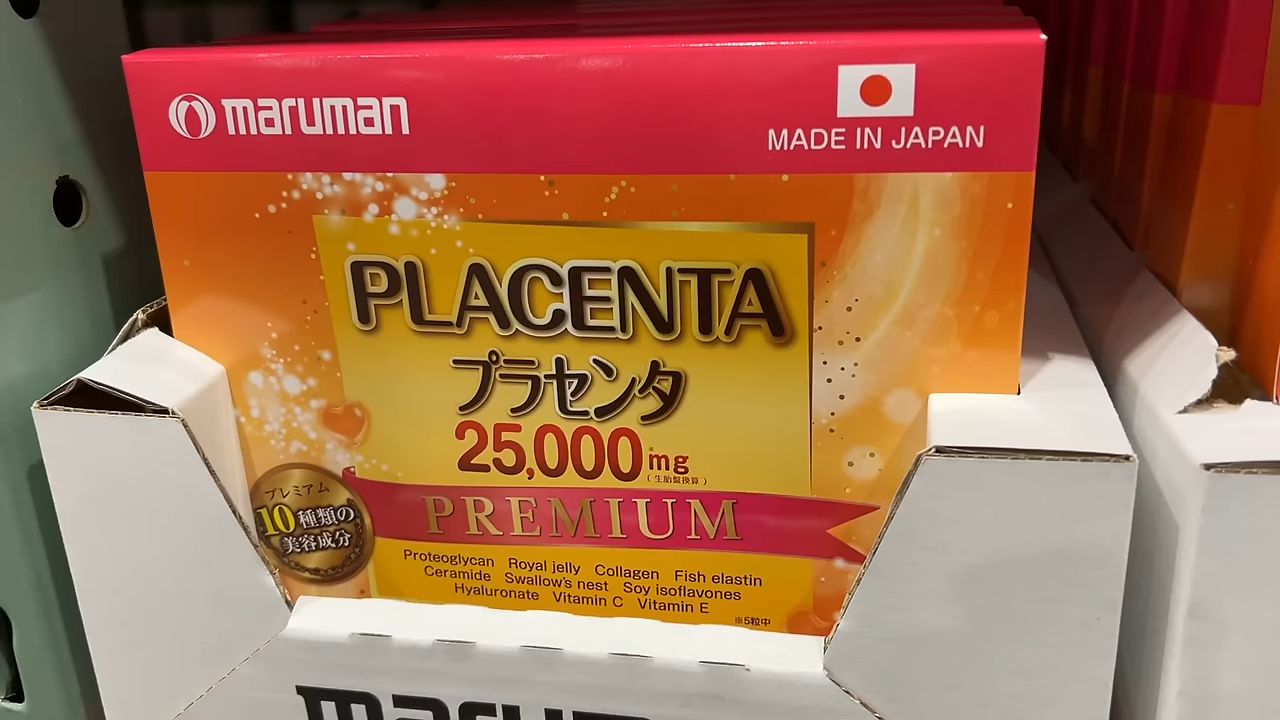 maruman
MADE IN JAPAN
PLACENTA
プラセンタ
25,000mg
(生胎盤換算)
PREMIUM
プレミアム
10種類の
美容成分
Proteoglycan Royal jelly Collagen Fish elastin
Ceramide Swallow's nest Soy isoflavones
Hyaluronate Vitamin C Vitamin E
※5粒中
maruman